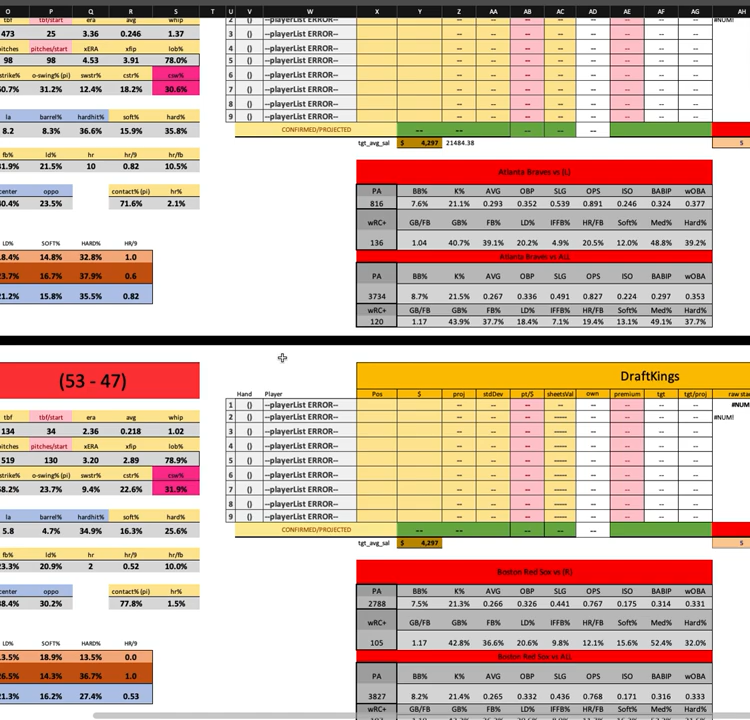 O P Q R S T U V W X Y Z AA AB AC AD AE AF AG AH
tbf tbf/start era avg whip
473 25 3.36 0.246 1.37
pitches pitches/start xERA xfip lob%
98 98 4.53 3.91 78.0%
strike% o-swing% (pi) swstr% cstr% csw%
60.7% 31.2% 12.4% 18.2% 30.6%
la barrel% hardhit% soft% hard%
8.2 8.3% 36.6% 15.9% 35.8%
fb% ld% hr hr/9 hr/fb
31.9% 21.5% 10 0.82 10.5%
center oppo contact% (pi) hr%
40.4% 23.5% 71.6% 2.1%
LD% SOFT% HARD% HR/9
18.4% 14.8% 32.8% 1.0
23.7% 16.7% 37.9% 0.6
21.2% 15.8% 35.5% 0.82
2 () --playerList ERROR-- -- -- -- ----- -- -- -- -- #NUM!
3 () --playerList ERROR-- -- -- -- ----- -- -- -- --
4 () --playerList ERROR-- -- -- -- ----- -- -- -- --
5 () --playerList ERROR-- -- -- -- ----- -- -- -- --
6 () --playerList ERROR-- -- -- -- ----- -- -- -- --
7 () --playerList ERROR-- -- -- -- ----- -- -- -- --
8 () --playerList ERROR-- -- -- -- ----- -- -- -- --
9 () --playerList ERROR-- -- -- -- ----- -- -- -- --
CONFIRMED/PROJECTED -- -- -- -- --
tgt_avg_sal $ 4,297 21484.38 5
Atlanta Braves vs (L)
PA BB% K% AVG OBP SLG OPS ISO BABIP wOBA
816 7.6% 21.1% 0.293 0.352 0.539 0.891 0.246 0.324 0.377
wRC+ GB/FB GB% FB% LD% IFFB% HR/FB Soft% Med% Hard%
136 1.04 40.7% 39.1% 20.2% 4.9% 20.5% 12.0% 48.8% 39.2%
Atlanta Braves vs ALL
PA BB% K% AVG OBP SLG OPS ISO BABIP wOBA
3734 8.7% 21.5% 0.267 0.336 0.491 0.827 0.224 0.297 0.353
wRC+ GB/FB GB% FB% LD% IFFB% HR/FB Soft% Med% Hard%
120 1.17 43.9% 37.7% 18.4% 7.1% 19.4% 13.1% 49.1% 37.7%
(53 - 47)
tbf tbf/start era avg whip
134 34 2.36 0.218 1.02
pitches pitches/start xERA xfip lob%
519 130 3.20 2.89 78.9%
strike% o-swing% (pi) swstr% cstr% csw%
68.2% 23.7% 9.4% 22.6% 31.9%
la barrel% hardhit% soft% hard%
5.8 4.7% 34.9% 16.3% 25.6%
fb% ld% hr hr/9 hr/fb
23.3% 20.9% 2 0.52 10.0%
center oppo contact% (pi) hr%
38.4% 30.2% 77.8% 1.5%
LD% SOFT% HARD% HR/9
13.5% 18.9% 13.5% 0.0
26.5% 14.3% 36.7% 1.0
21.3% 16.2% 27.4% 0.53
DraftKings
Hand Player Pos $ proj stdDev pt/$ sheetsVal own premium tgt tgt/proj
1 () --playerList ERROR-- -- -- -- ----- -- -- -- -- #NUM
2 () --playerList ERROR-- -- -- -- ----- -- -- -- -- #NUM!
3 () --playerList ERROR-- -- -- -- ----- -- -- -- --
4 () --playerList ERROR-- -- -- -- ----- -- -- -- --
5 () --playerList ERROR-- -- -- -- ----- -- -- -- --
6 () --playerList ERROR-- -- -- -- ----- -- -- -- --
7 () --playerList ERROR-- -- -- -- ----- -- -- -- --
8 () --playerList ERROR-- -- -- -- ----- -- -- -- --
9 () --playerList ERROR-- -- -- -- ----- -- -- -- --
CONFIRMED/PROJECTED -- -- -- -- --
tgt_avg_sal $ 4,297 5
Boston Red Sox vs (R)
PA BB% K% AVG OBP SLG OPS ISO BABIP wOBA
2788 7.5% 21.3% 0.266 0.326 0.441 0.767 0.175 0.314 0.331
wRC+ GB/FB GB% FB% LD% IFFB% HR/FB Soft% Med% Hard%
105 1.17 42.8% 36.6% 20.6% 9.8% 12.1% 15.6% 52.4% 32.0%
Boston Red Sox vs ALL
PA BB% K% AVG OBP SLG OPS ISO BABIP wOBA
3827 8.2% 21.4% 0.265 0.332 0.436 0.768 0.171 0.316 0.333
wRC+ GB/FB GB% FB% LD% IFFB% HR/FB Soft% Med% Hard%